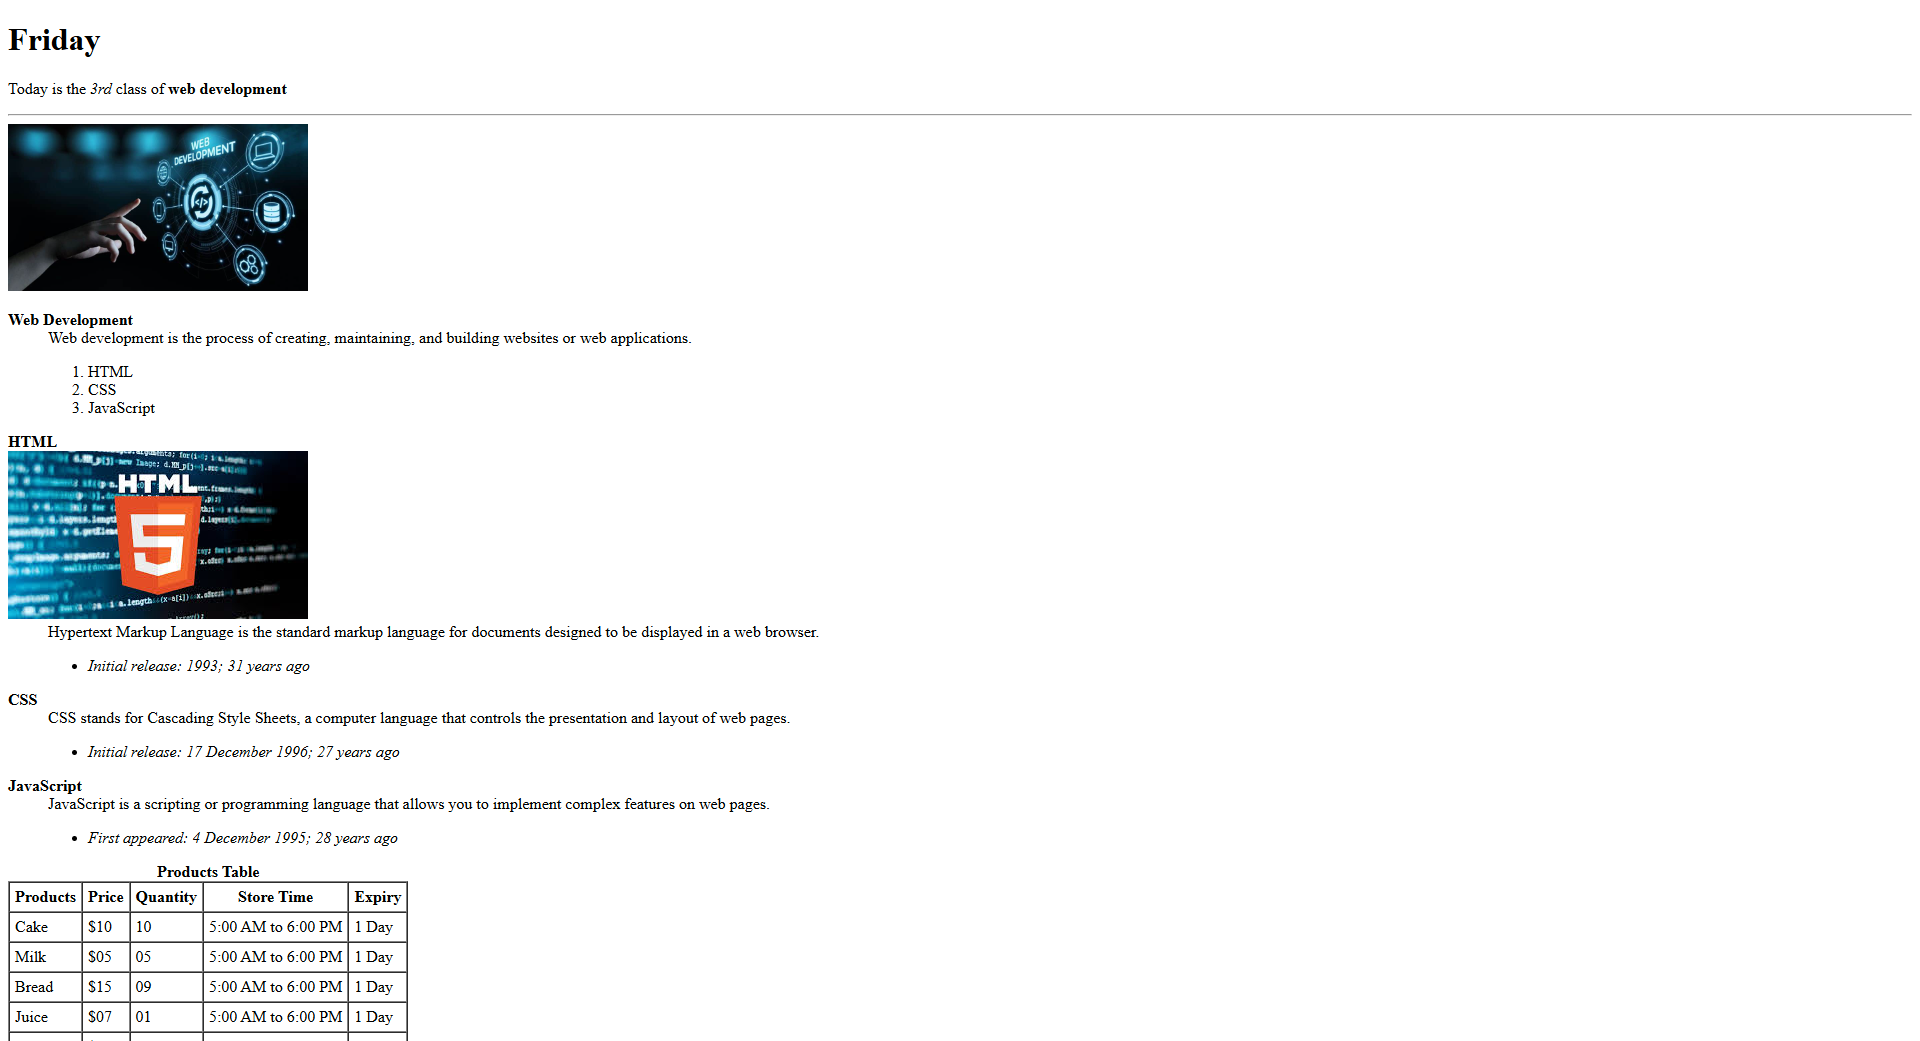 Friday
Today is the 3rd class of web development
WEB
DEVELOPMENT
</>
Web Development
Web development is the process of creating, maintaining, and building websites or web applications.
1. HTML
2. CSS
3. JavaScript
HTML
HTML
5
Hypertext Markup Language is the standard markup language for documents designed to be displayed in a web browser.
• Initial release: 1993; 31 years ago
CSS
CSS stands for Cascading Style Sheets, a computer language that controls the presentation and layout of web pages.
• Initial release: 17 December 1996; 27 years ago
JavaScript
JavaScript is a scripting or programming language that allows you to implement complex features on web pages.
• First appeared: 4 December 1995; 28 years ago
Products Table
Products Price Quantity Store Time Expiry
Cake $10 10 5:00 AM to 6:00 PM 1 Day
Milk $05 05 5:00 AM to 6:00 PM 1 Day
Bread $15 09 5:00 AM to 6:00 PM 1 Day
Juice $07 01 5:00 AM to 6:00 PM 1 Day